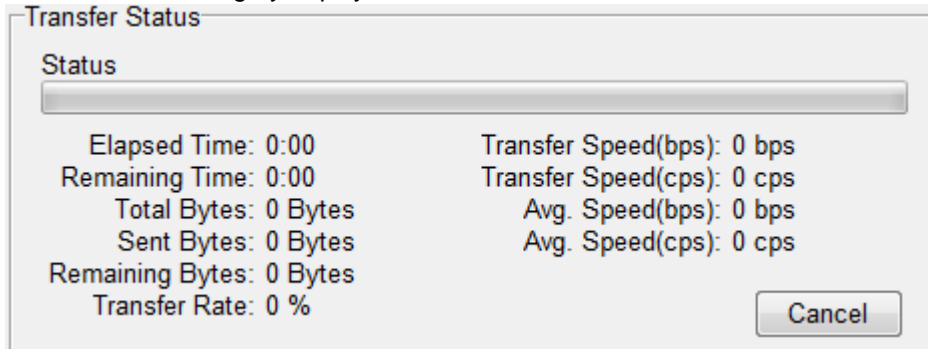 Transfer Status
Status
Elapsed Time: 0:00
Remaining Time: 0:00
Total Bytes: 0 Bytes
Sent Bytes: 0 Bytes
Remaining Bytes: 0 Bytes
Transfer Rate: 0 %
Transfer Speed(bps): 0 bps
Transfer Speed(cps): 0 cps
Avg. Speed(bps): 0 bps
Avg. Speed(cps): 0 cps
Cancel